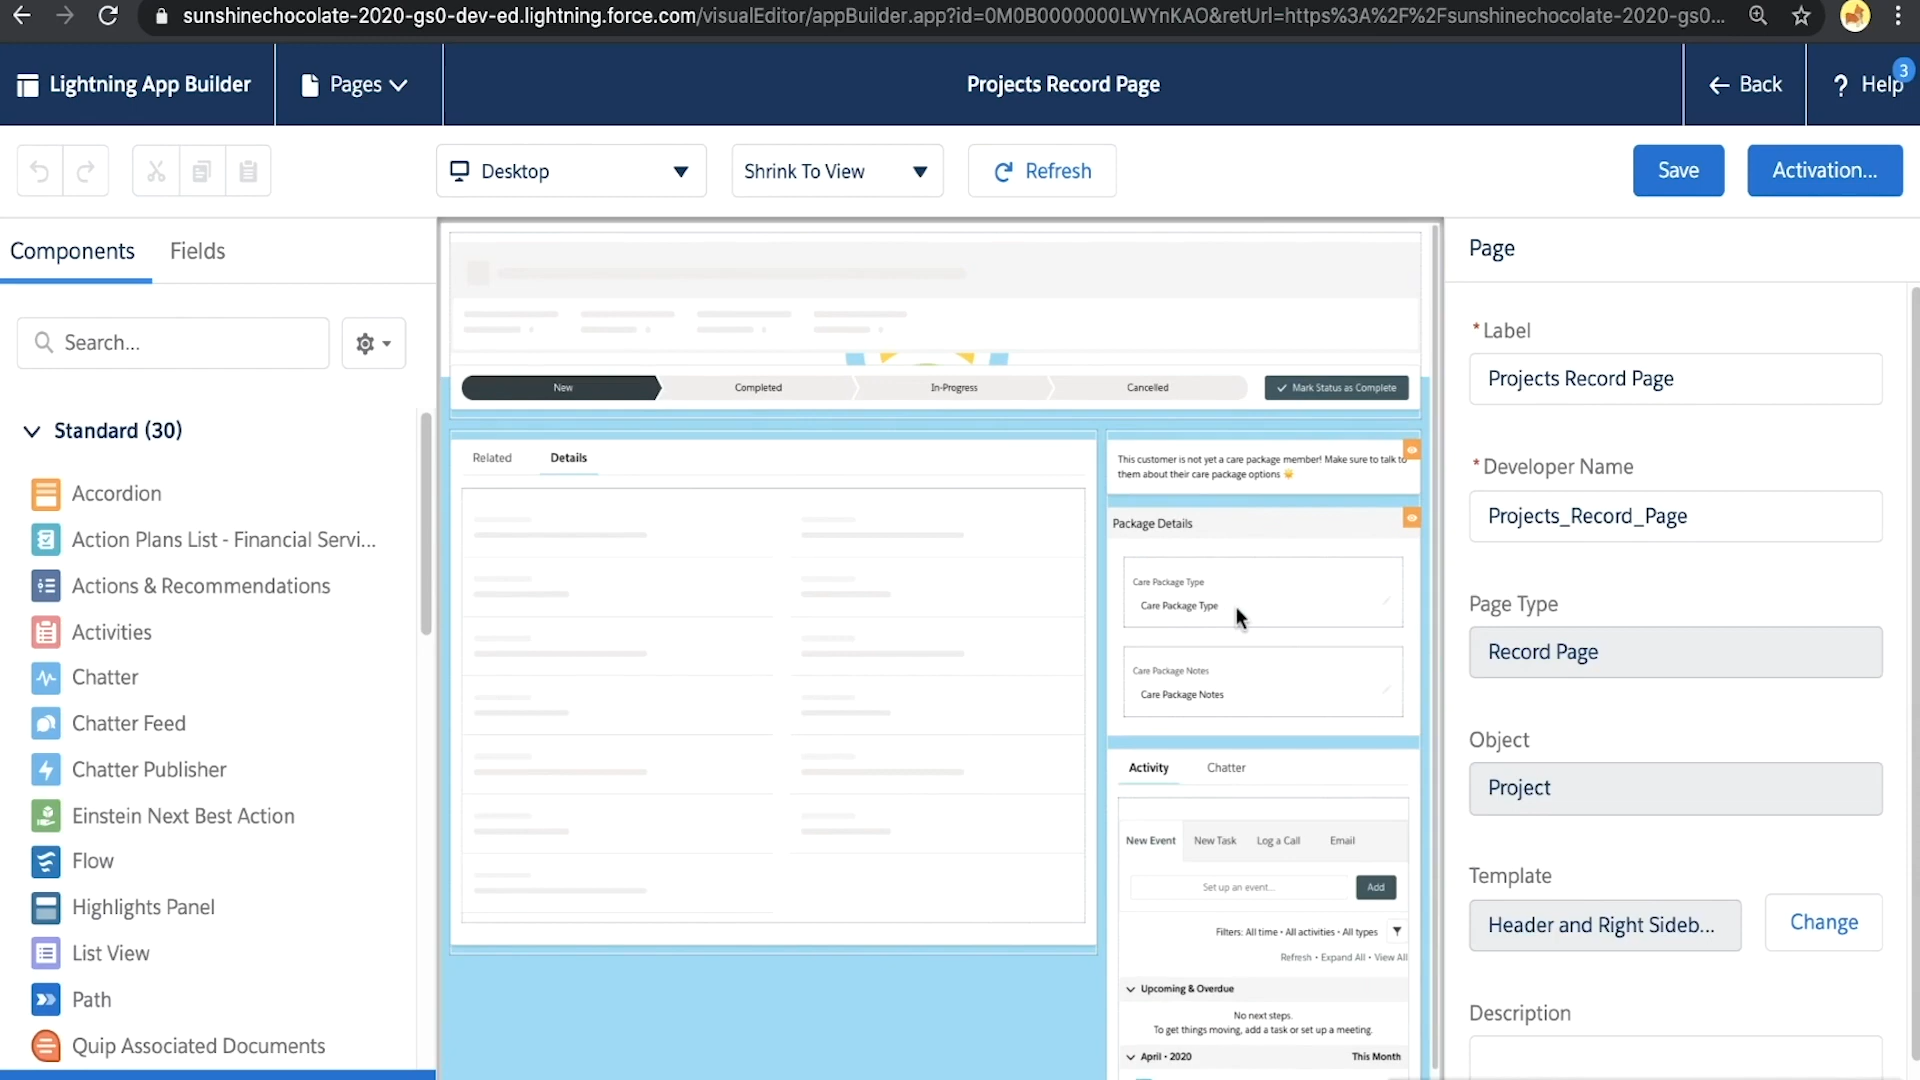 sunshinechocolate-2020-gs0-dev-ed.lightning.force.com/visualEditor/appBuilder.app?id=0M0B0000000LWYnKAO&retUrl=https%3A%2F%2Fsunshinechocolate-2020-gs0...
Lightning App Builder
Pages
Projects Record Page
Back
? Help
3
Desktop
Shrink To View
Refresh
Save
Activation...
Components
Fields
Search...
Standard (30)
Accordion
Action Plans List - Financial Servi...
Actions & Recommendations
Activities
Chatter
Chatter Feed
Chatter Publisher
Einstein Next Best Action
Flow
Highlights Panel
List View
Path
Quip Associated Documents
New
Completed
In-Progress
Cancelled
Mark Status as Complete
Related
Details
This customer is not yet a care package member! Make sure to talk to
them about their care package options
Package Details
Care Package Type
Care Package Type
Care Package Notes
Care Package Notes
Activity
Chatter
New Event
New Task
Log a Call
Email
Set up an event...
Add
Filters: All time • All activities • All types
Refresh • Expand All • View All
Upcoming & Overdue
No next steps.
To get things moving, add a task or set up a meeting.
April • 2020
This Month
Page
*Label
Projects Record Page
*Developer Name
Projects_Record_Page
Page Type
Record Page
Object
Project
Template
Header and Right Sideb...
Change
Description